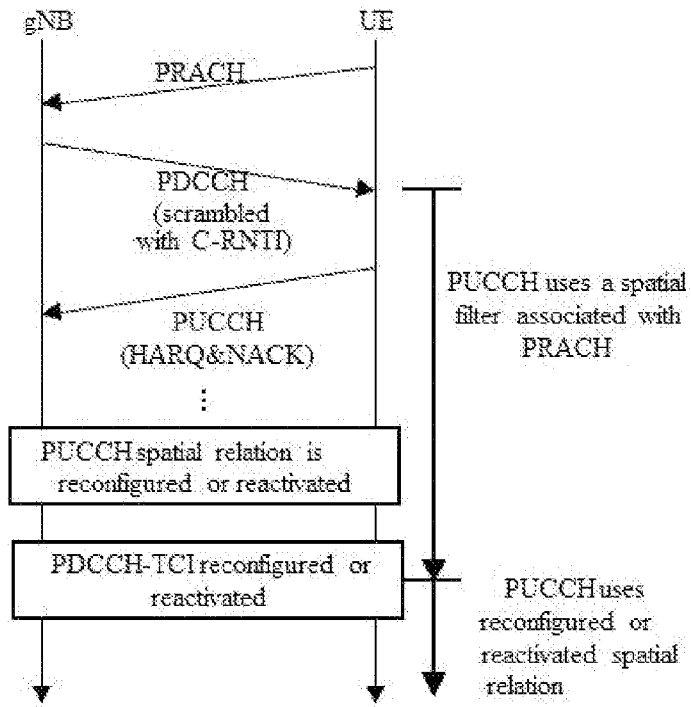 gNB
UE
PRACH
PDCCH
(scrambled
with C-RNTI)
PUCCH uses a spatial
filter associated with
PRACH
PUCCH
(HARQ&NACK)
⋮
PUCCH spatial relation is
reconfigured or reactivated
PDCCH-TCI reconfigured or
reactivated
PUCCH uses
reconfigured or
reactivated spatial
relation